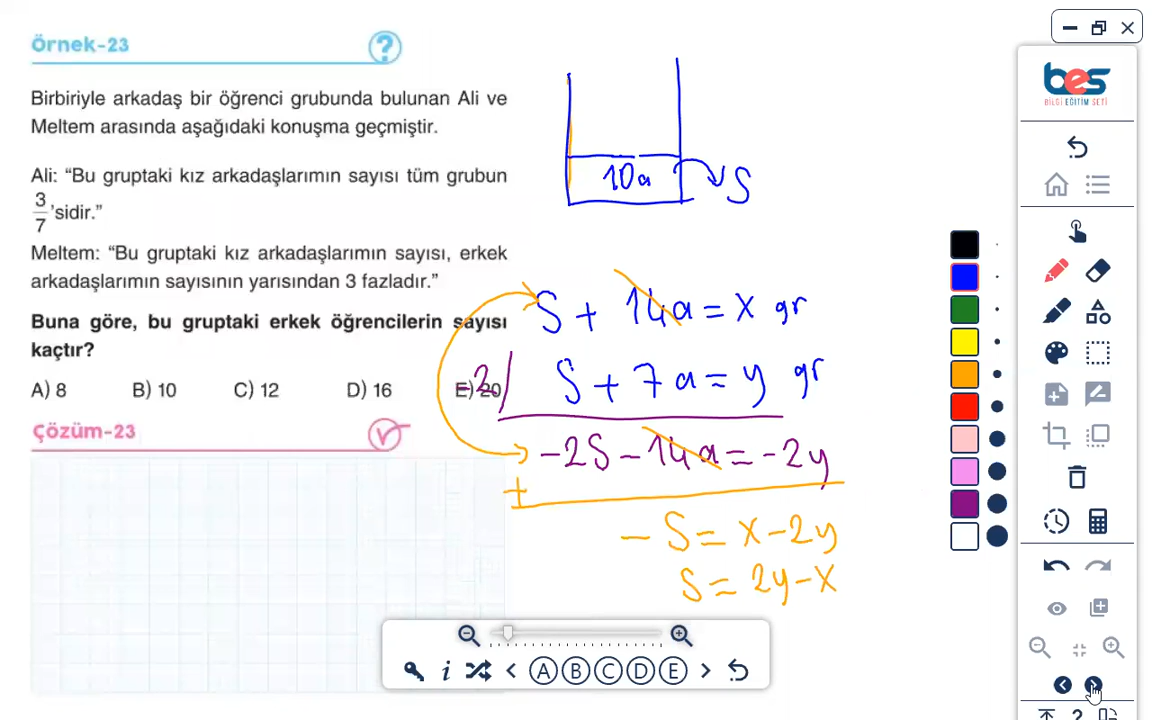 Örnek-23
?
Birbiriyle arkadaş bir öğrenci grubunda bulunan Ali ve
Meltem arasında aşağıdaki konuşma geçmiştir.
Ali: "Bu gruptaki kız arkadaşlarımın sayısı tüm grubun
3/7'sidir."
Meltem: "Bu gruptaki kız arkadaşlarımın sayısı, erkek
arkadaşlarımın sayısının yarısından 3 fazladır."
Buna göre, bu gruptaki erkek öğrencilerin sayısı
kaçtır?
A) 8 B) 10 C) 12 D) 16 E) 20
Çözüm-23
10a
S
S + 14a = x gr
-2/ S + 7a = y gr
-2S - 14a = -2y
+
- S = x - 2y
S = 2y - x
i < A B C D E >
bes
BİLGİ EĞİTİM SETİ
?